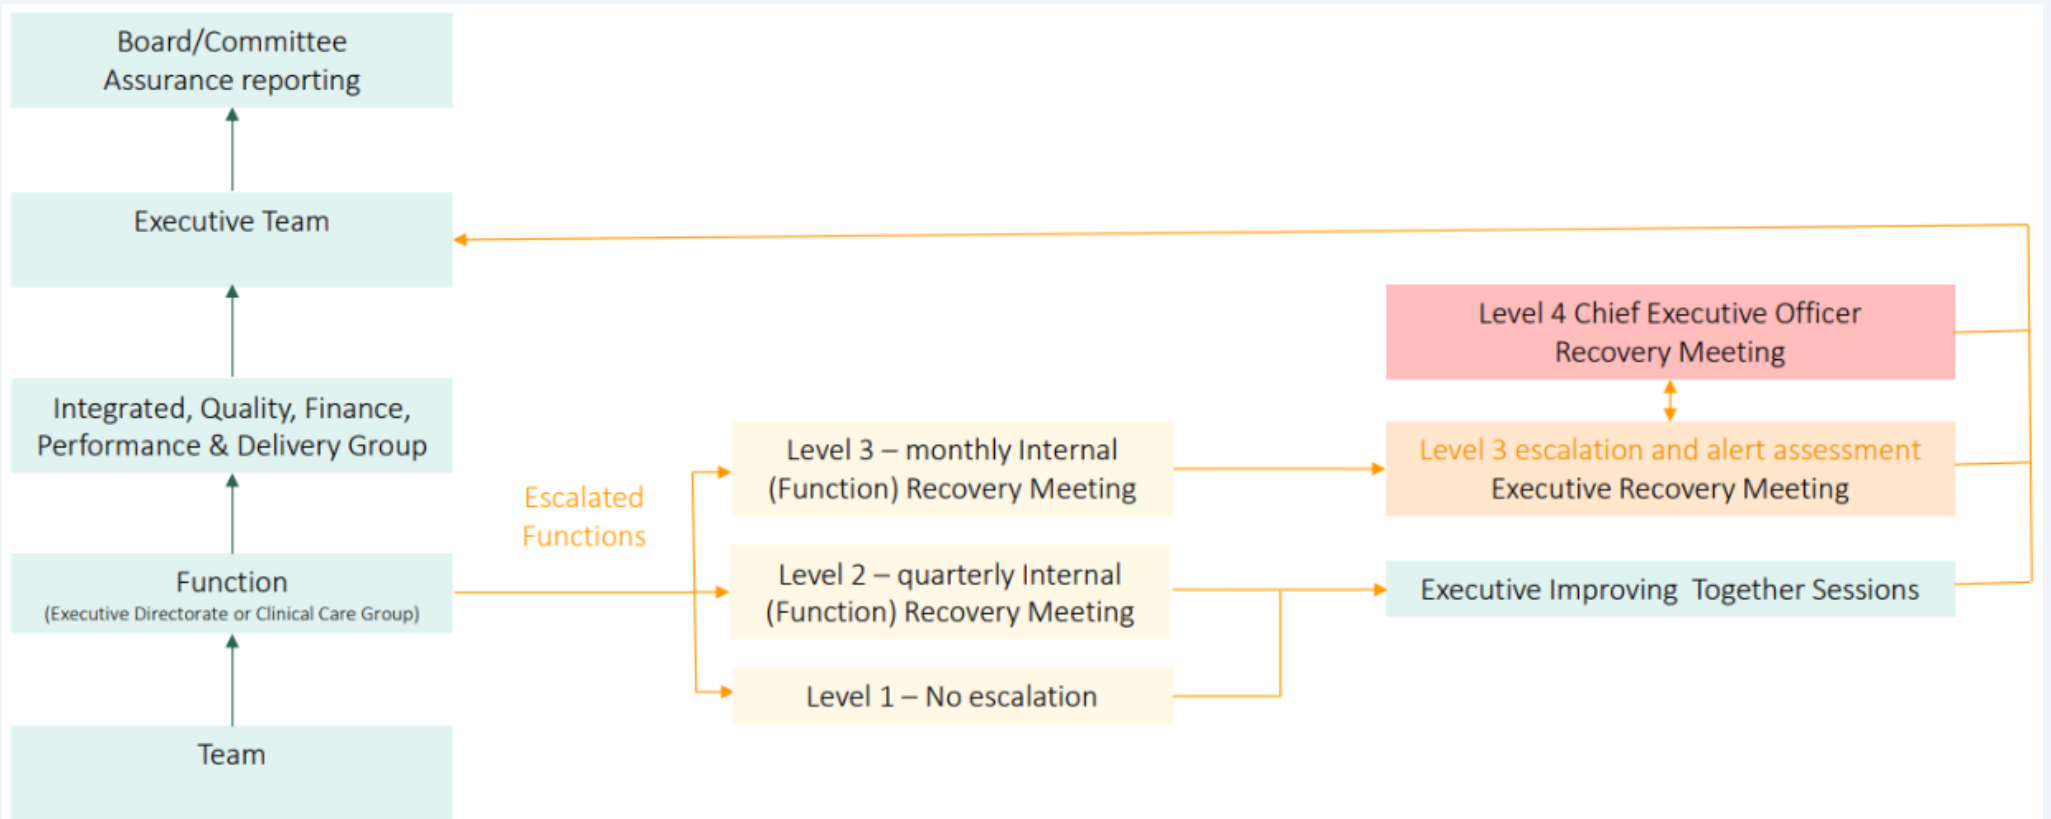 Board/Committee
Assurance reporting
Executive Team
Integrated, Quality, Finance,
Performance & Delivery Group
Function
(Executive Directorate or Clinical Care Group)
Team
Escalated
Functions
Level 3 – monthly Internal
(Function) Recovery Meeting
Level 2 – quarterly Internal
(Function) Recovery Meeting
Level 1 – No escalation
Level 4 Chief Executive Officer
Recovery Meeting
Level 3 escalation and alert assessment
Executive Recovery Meeting
Executive Improving  Together Sessions